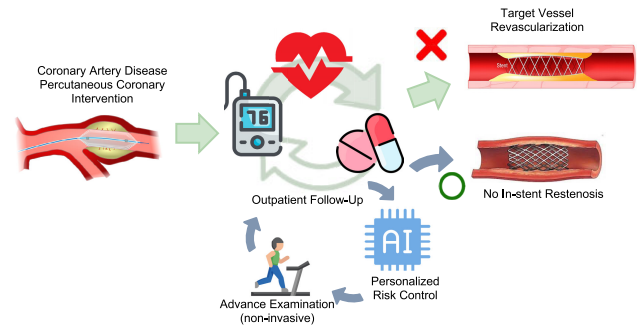 Target Vessel
Revascularization
Stent
Coronary Artery Disease
Percutaneous Coronary
Intervention
76
Outpatient Follow-Up
No In-stent Restenosis
AI
Personalized
Risk Control
Advance Examination
(non-invasive)